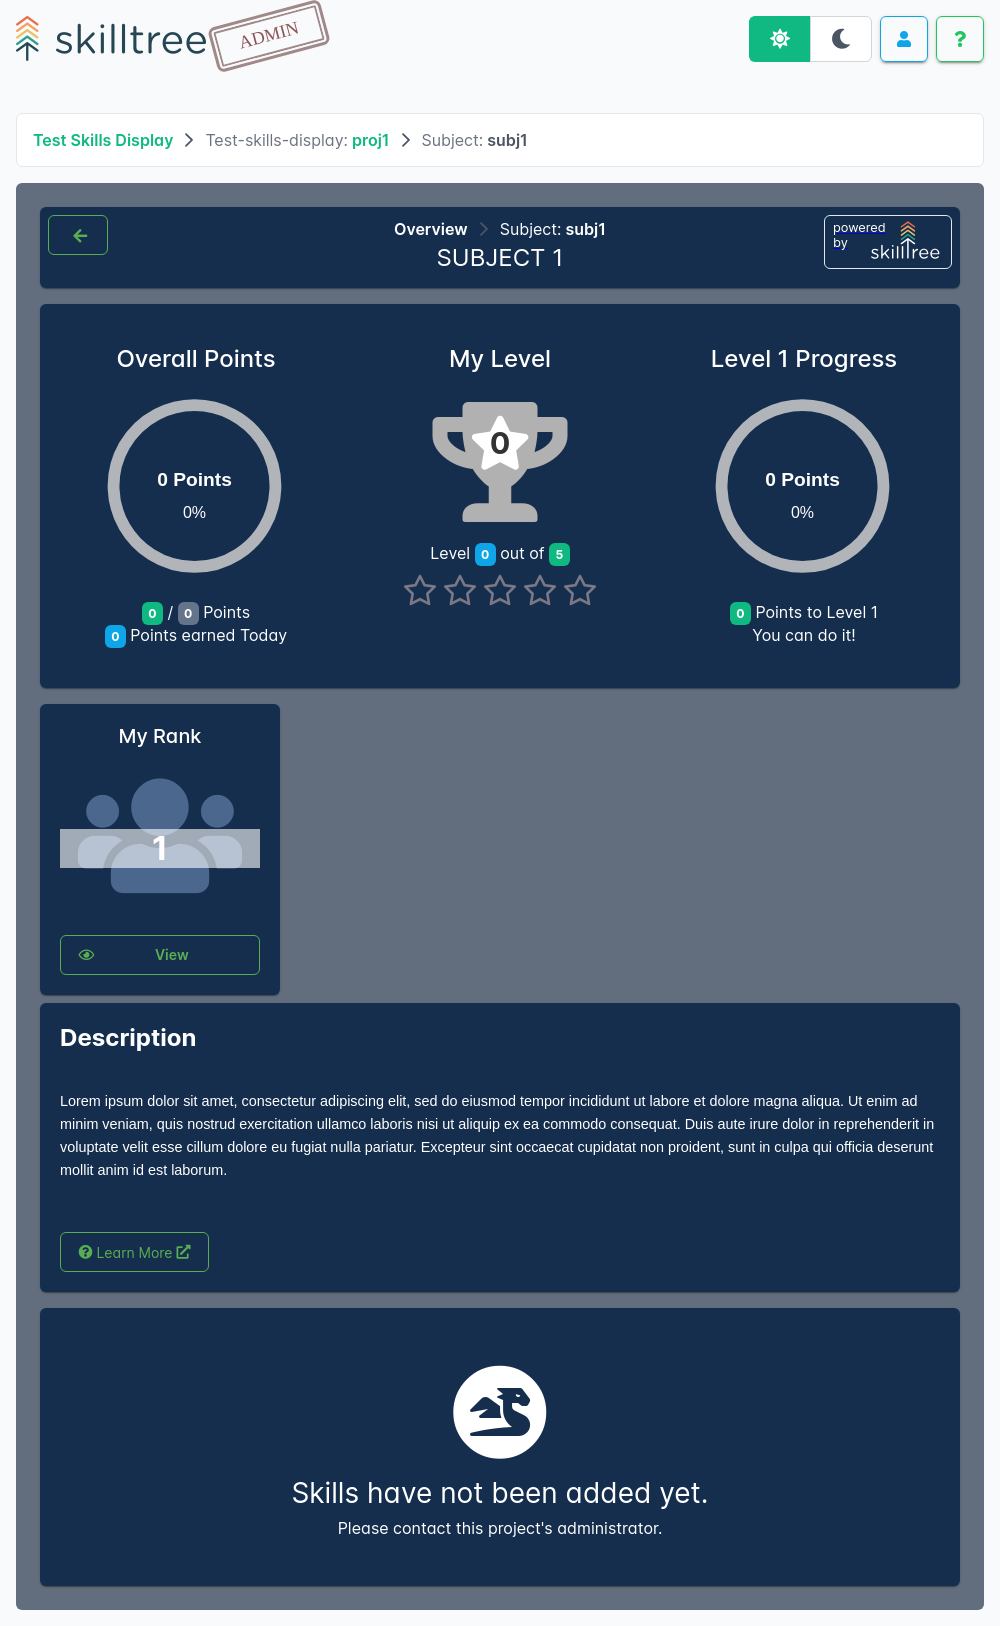 skilltree
ADMIN
Test Skills Display
Test-skills-display: proj1
Subject: subj1
Overview
Subject: subj1
SUBJECT 1
powered by
skilltree
Overall Points
0 Points
0%
0 / 0 Points
0 Points earned Today
My Level
0
Level 0 out of 5
Level 1 Progress
0 Points
0%
0 Points to Level 1
You can do it!
My Rank
1
View
Description
Lorem ipsum dolor sit amet, consectetur adipiscing elit, sed do eiusmod tempor incididunt ut labore et dolore magna aliqua. Ut enim ad
minim veniam, quis nostrud exercitation ullamco laboris nisi ut aliquip ex ea commodo consequat. Duis aute irure dolor in reprehenderit in
voluptate velit esse cillum dolore eu fugiat nulla pariatur. Excepteur sint occaecat cupidatat non proident, sunt in culpa qui officia deserunt
mollit anim id est laborum.
Learn More
Skills have not been added yet.
Please contact this project's administrator.